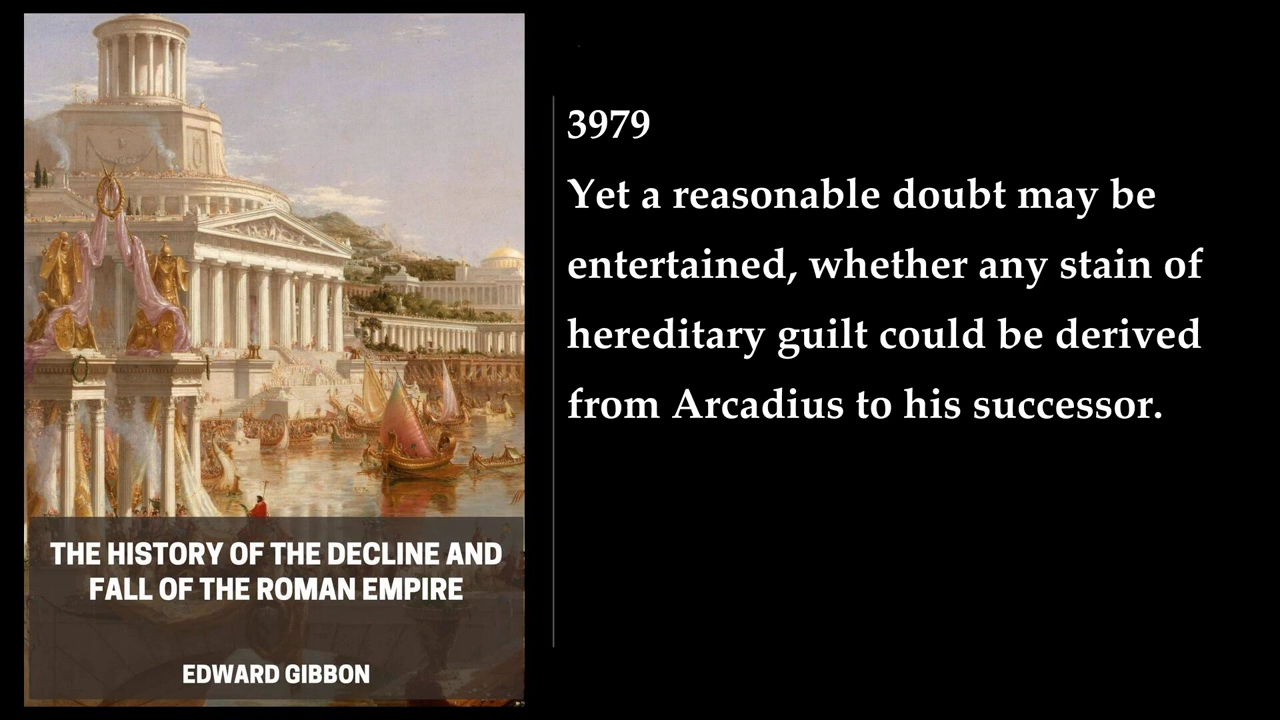 THE HISTORY OF THE DECLINE AND
FALL OF THE ROMAN EMPIRE
EDWARD GIBBON
3979
Yet a reasonable doubt may be
entertained, whether any stain of
hereditary guilt could be derived
from Arcadius to his successor.